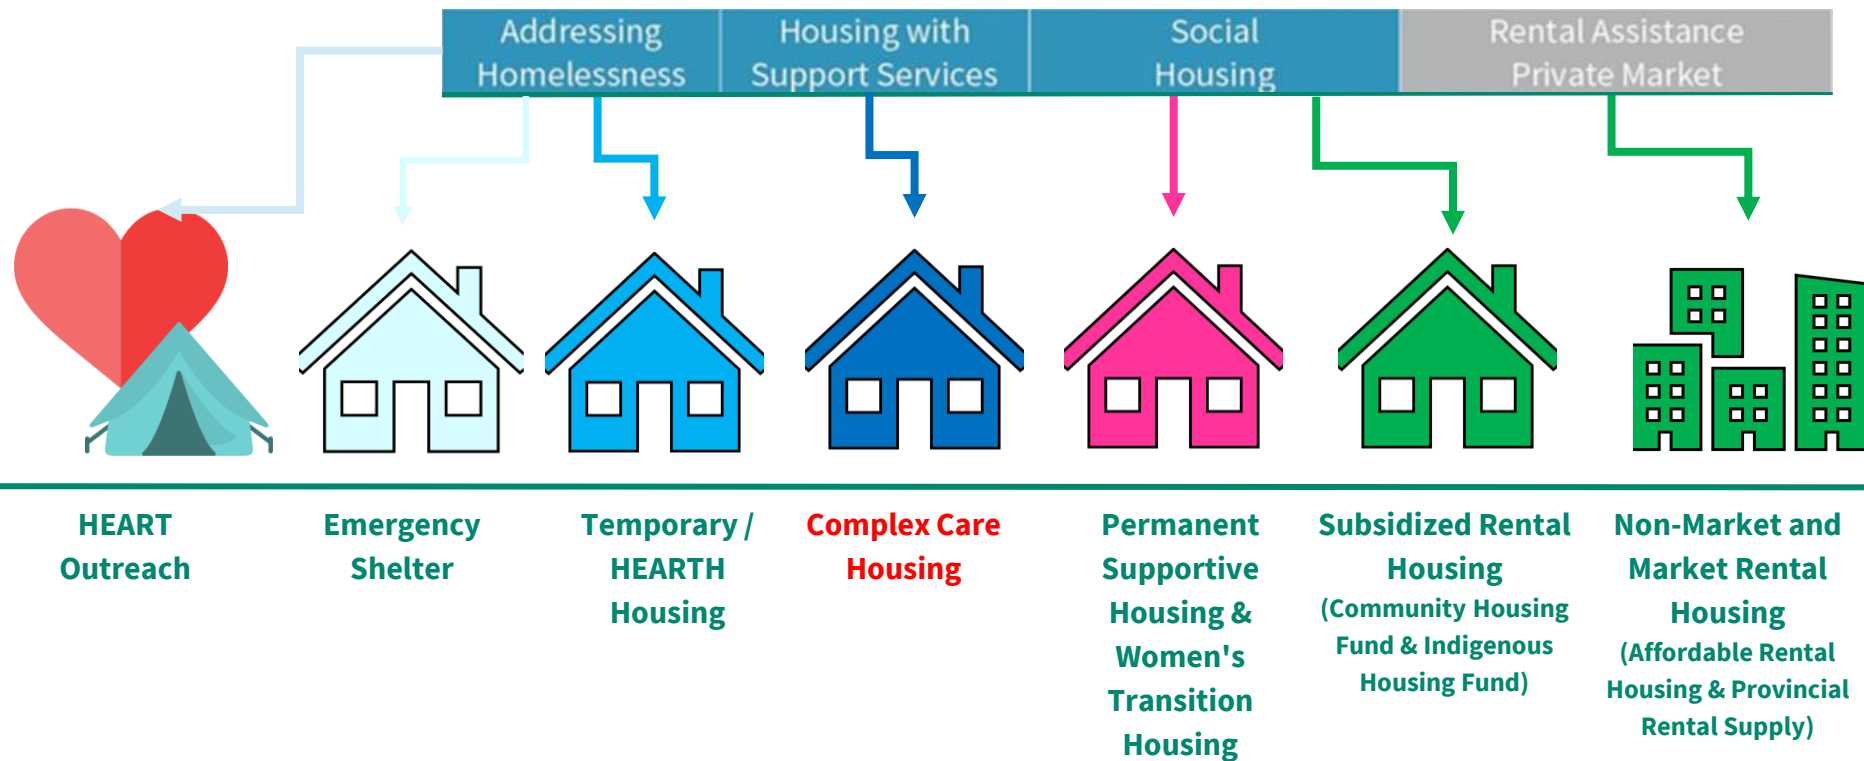 Addressing
Homelessness
Housing with
Support Services
Social
Housing
Rental Assistance
Private Market
HEART
Outreach
Emergency
Shelter
Temporary /
HEARTH
Housing
Complex Care
Housing
Permanent
Supportive
Housing &
Women's
Transition
Housing
Subsidized Rental
Housing
(Community Housing
Fund & Indigenous
Housing Fund)
Non-Market and
Market Rental
Housing
(Affordable Rental
Housing & Provincial
Rental Supply)